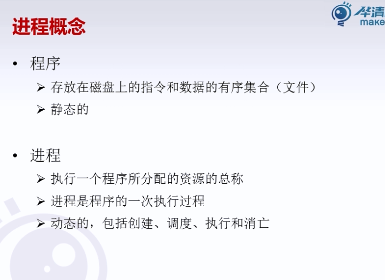 进程概念
华清
make
• 程序
➢ 存放在磁盘上的指令和数据的有序集合（文件）
➢ 静态的
• 进程
➢ 执行一个程序所分配的资源的总称
➢ 进程是程序的一次执行过程
➢ 动态的，包括创建、调度、执行和消亡